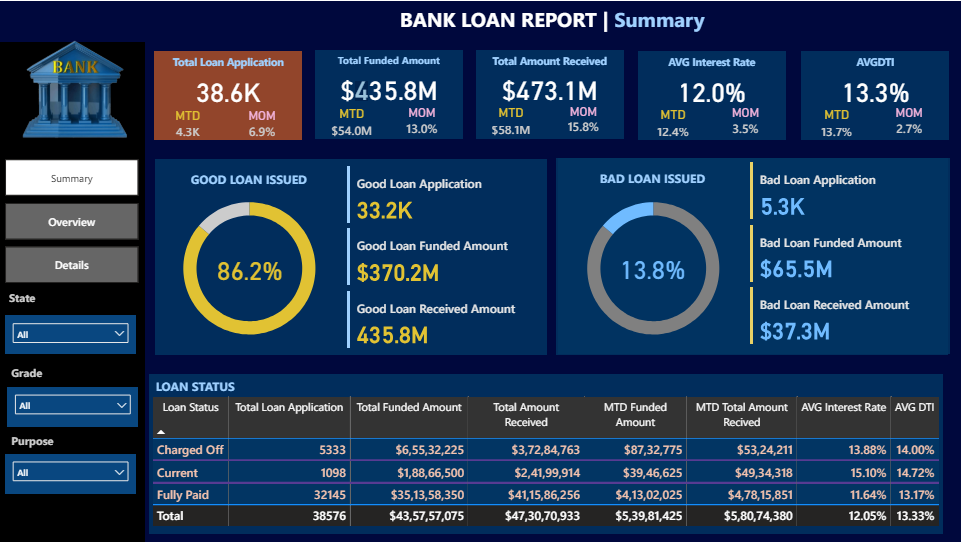 BANK LOAN REPORT | Summary
BANK
Total Loan Application
38.6K
MTD MOM
4.3K 6.9%
Total Funded Amount
$435.8M
MTD MOM
$54.0M 13.0%
Total Amount Received
$473.1M
MTD MOM
$58.1M 15.8%
AVG Interest Rate
12.0%
MTD MOM
12.4% 3.5%
AVGDTI
13.3%
MTD MOM
13.7% 2.7%
Summary
Overview
Details
State
All
Grade
All
Purpose
All
GOOD LOAN ISSUED
86.2%
Good Loan Application
33.2K
Good Loan Funded Amount
$370.2M
Good Loan Received Amount
435.8M
BAD LOAN ISSUED
13.8%
Bad Loan Application
5.3K
Bad Loan Funded Amount
$65.5M
Bad Loan Received Amount
$37.3M
LOAN STATUS
Loan Status Total Loan Application Total Funded Amount Total Amount Received MTD Funded Amount MTD Total Amount Recived AVG Interest Rate AVG DTI
Charged Off 5333 $6,55,32,225 $3,72,84,763 $87,32,775 $53,24,211 13.88% 14.00%
Current 1098 $1,88,66,500 $2,41,99,914 $39,46,625 $49,34,318 15.10% 14.72%
Fully Paid 32145 $35,13,58,350 $41,15,86,256 $4,13,02,025 $4,78,15,851 11.64% 13.17%
Total 38576 $43,57,57,075 $47,30,70,933 $5,39,81,425 $5,80,74,380 12.05% 13.33%